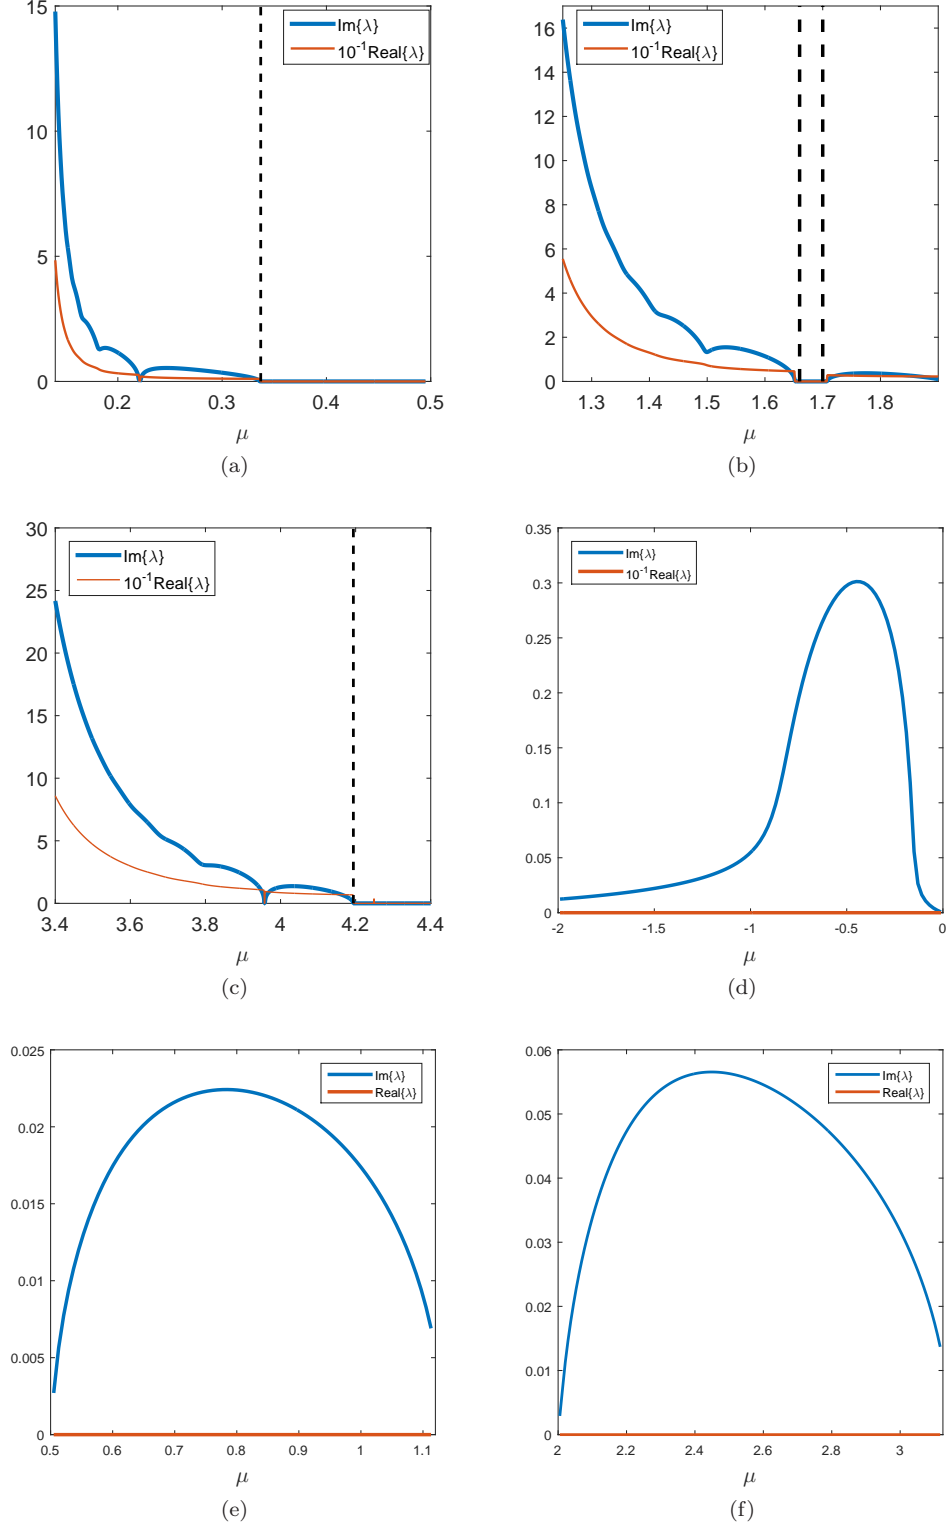 15
10
5
0
Im{λ}
10-1Real{λ}
0.2 0.3 0.4 0.5
μ
(a)
16
14
12
10
8
6
4
2
0
Im{λ}
10-1Real{λ}
1.3 1.4 1.5 1.6 1.7 1.8
μ
(b)
30
25
20
15
10
5
0
Im{λ}
10-1Real{λ}
3.4 3.6 3.8 4 4.2 4.4
μ
(c)
0.35
0.3
0.25
0.2
0.15
0.1
0.05
0
Im{λ}
10-1Real{λ}
-2 -1.5 -1 -0.5 0
μ
(d)
0.025
0.02
0.015
0.01
0.005
0
Im{λ}
Real{λ}
0.5 0.6 0.7 0.8 0.9 1 1.1
μ
(e)
0.06
0.05
0.04
0.03
0.02
0.01
0
Im{λ}
Real{λ}
2 2.2 2.4 2.6 2.8 3
μ
(f)